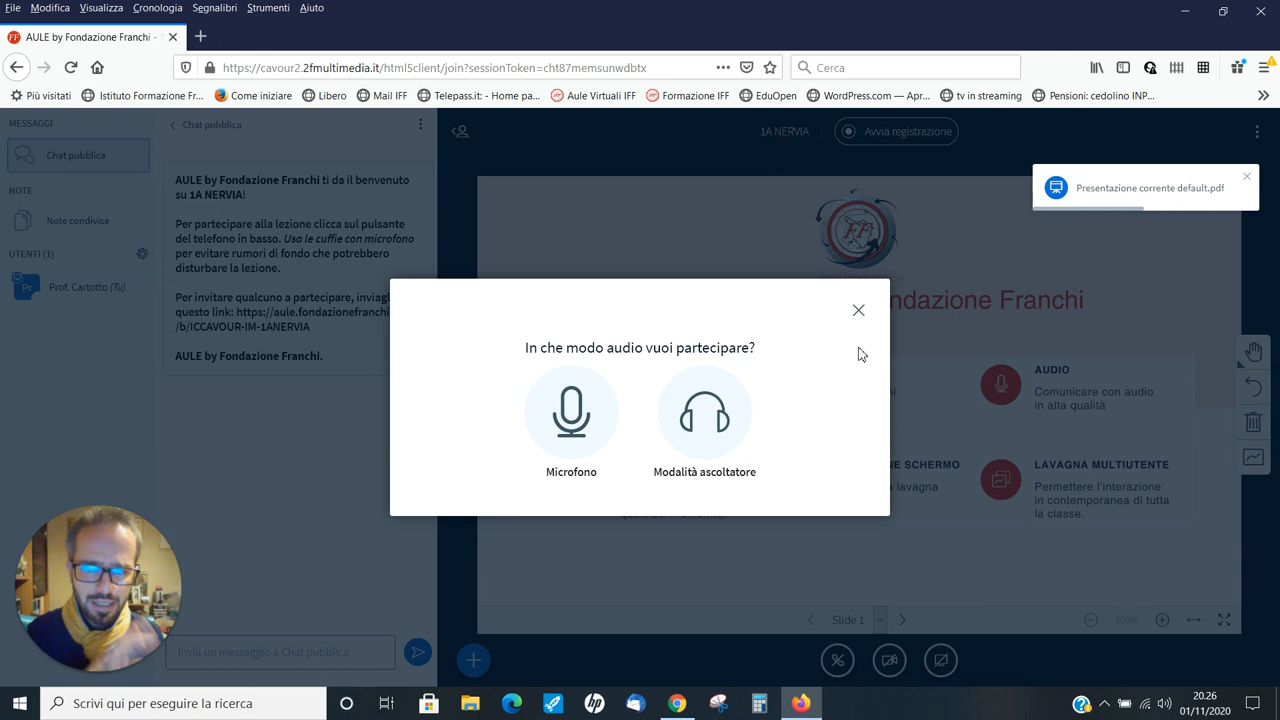 File Modifica Visualizza Cronologia Segnalibri Strumenti Aiuto
AULE by Fondazione Franchi -
https://cavour2.2fmultimedia.it/html5client/join?sessionToken=cht87memsunwdbtx
Cerca
Più visitati
Istituto Formazione Fr...
Come iniziare
Libero
Mail IFF
Telepass.it: - Home pa...
Aule Virtuali IFF
Formazione IFF
EduOpen
WordPress.com — Apr...
tv in streaming
Pensioni: cedolino INP...
MESSAGGI
Chat pubblica
NOTE
Note condivise
UTENTI (1)
Pr
Prof. Cartotto (Tu)
Chat pubblica
AULE by Fondazione Franchi ti da il benvenuto
su 1A NERVIA!
Per partecipare alla lezione clicca sul pulsante
del telefono in basso. Usa le cuffie con microfono
per evitare rumori di fondo che potrebbero
disturbare la lezione.
Per invitare qualcuno a partecipare, inviagl
questo link: https://aule.fondazionefranchi
/b/ICCAVOUR-IM-1ANERVIA
AULE by Fondazione Franchi.
Invia un messaggio a Chat pubblica
1A NERVIA
Avvia registrazione
Presentazione corrente default.pdf
FF
ndazione Franchi
In che modo audio vuoi partecipare?
Microfono
Modalità ascoltatore
AUDIO
Comunicare con audio
in alta qualità
NE SCHERMO
a lavagna
LAVAGNA MULTIUTENTE
Permettere l'interazione
in contemporanea di tutta
la classe.
Slide 1
100%
Scrivi qui per eseguire la ricerca
20.26
01/11/2020